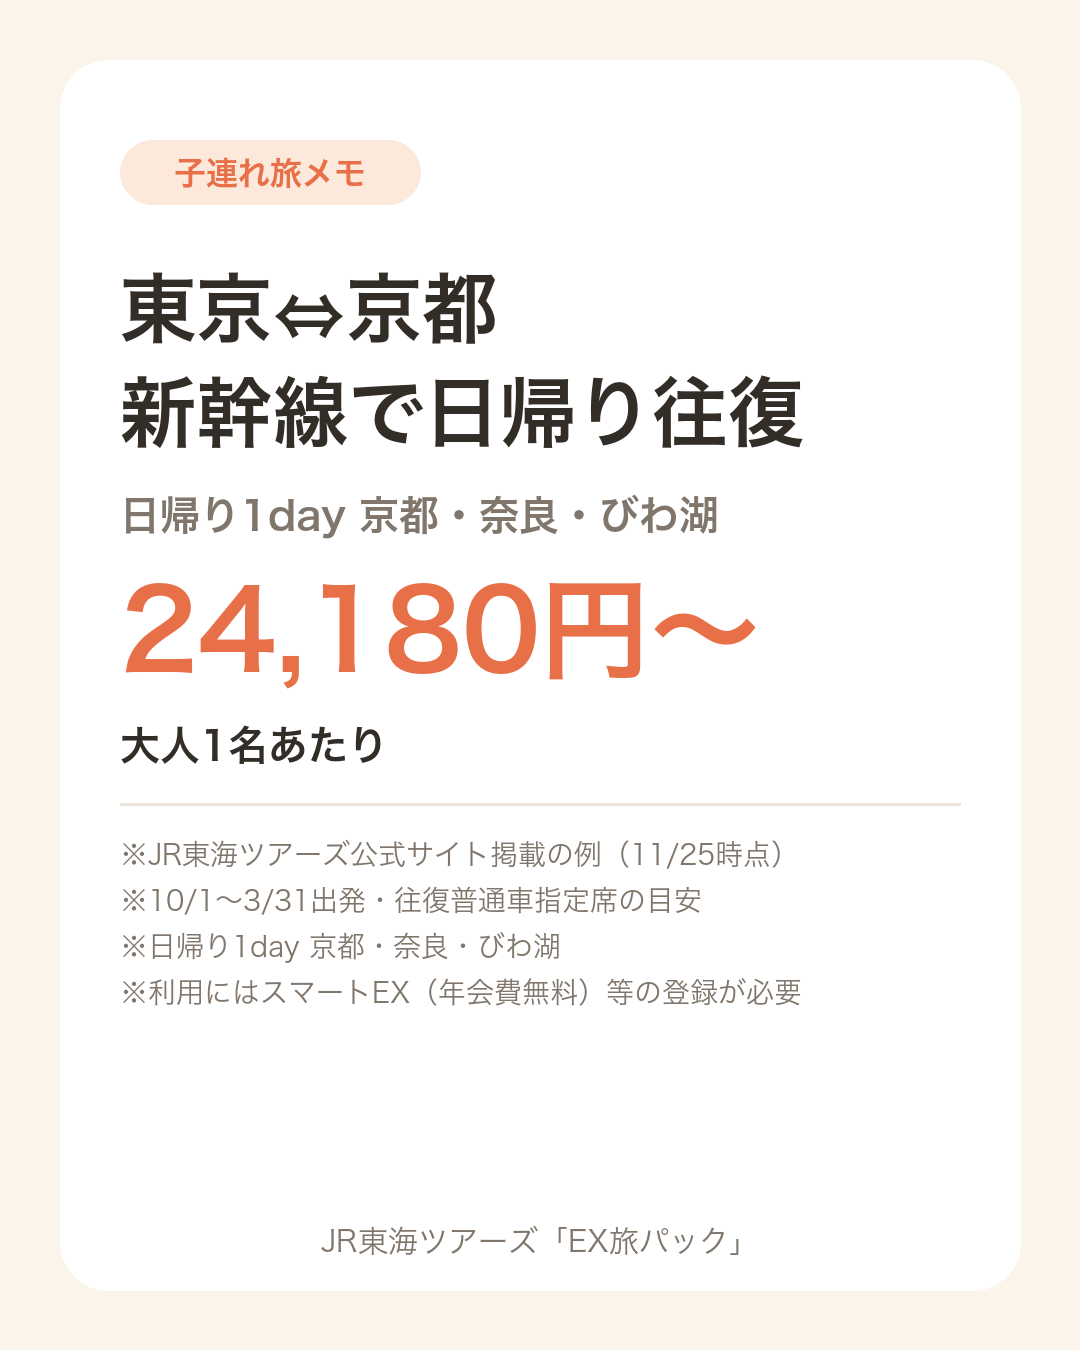 子連れ旅メモ
東京⇔京都
新幹線で日帰り往復
日帰り1day 京都・奈良・びわ湖
24,180円〜
大人1名あたり
※JR東海ツアーズ公式サイト掲載の例（11/25時点）
※10/1〜3/31出発・往復普通車指定席の目安
※日帰り1day 京都・奈良・びわ湖
※利用にはスマートEX（年会費無料）等の登録が必要
JR東海ツアーズ「EX旅パック」